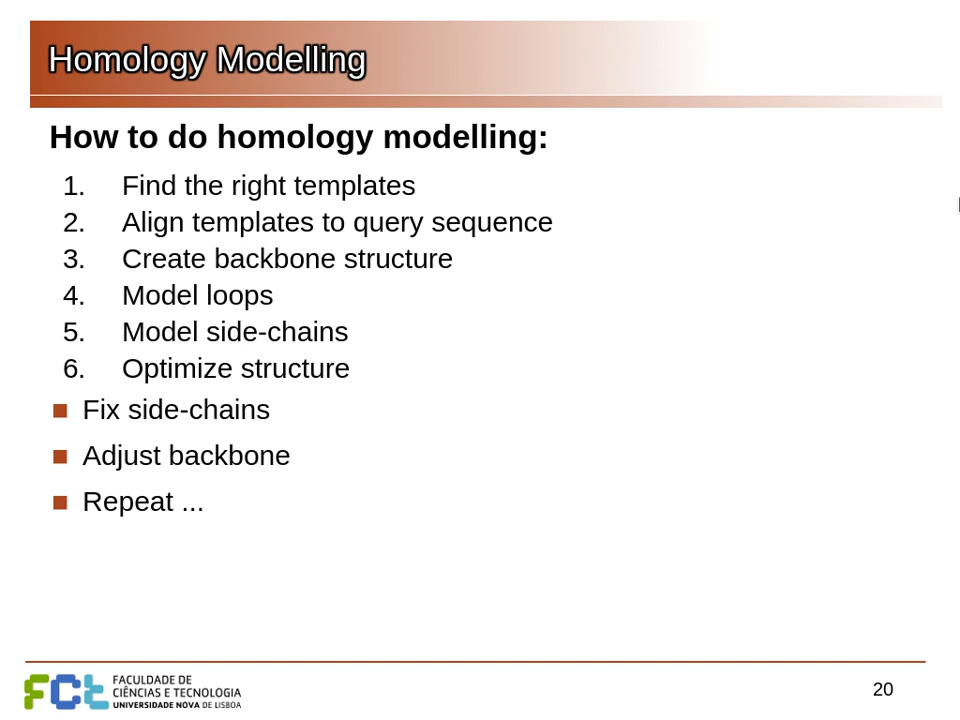 Homology Modelling
How to do homology modelling:
1. Find the right templates
2. Align templates to query sequence
3. Create backbone structure
4. Model loops
5. Model side-chains
6. Optimize structure
■ Fix side-chains
■ Adjust backbone
■ Repeat ...
FCt FACULDADE DE
CIÊNCIAS E TECNOLOGIA
UNIVERSIDADE NOVA DE LISBOA
20